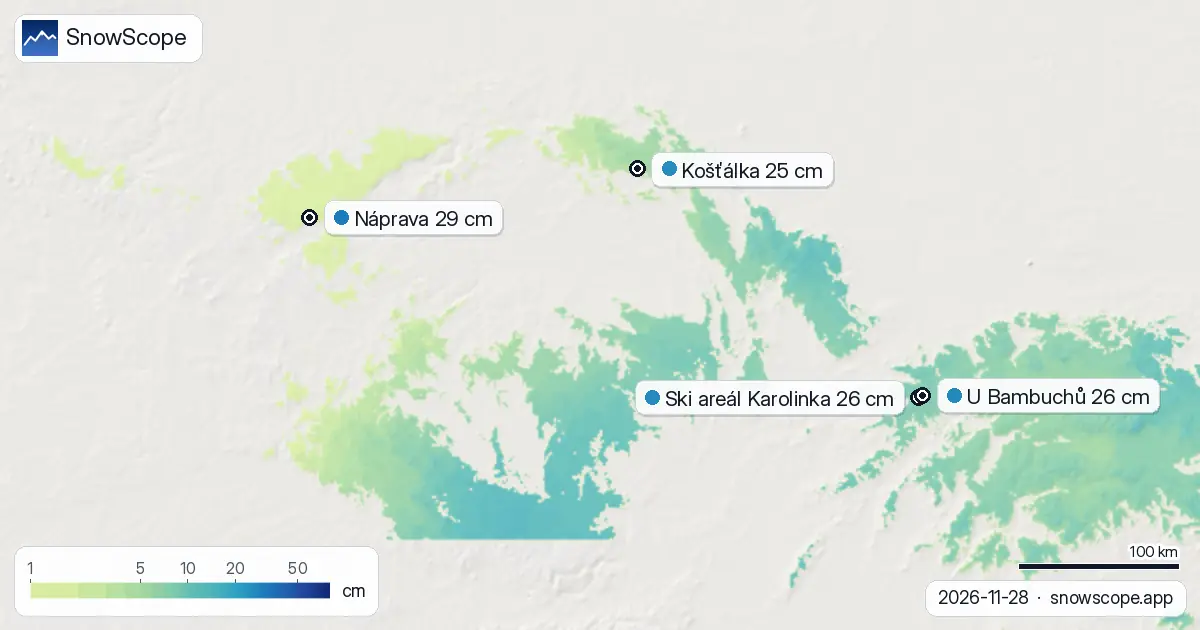 SnowScope
Košťálka 25 cm
Náprava 29 cm
Ski areál Karolinka 26 cm
U Bambuchů 26 cm
100 km
1 5 10 20 50
cm
2026-11-28 · snowscope.app